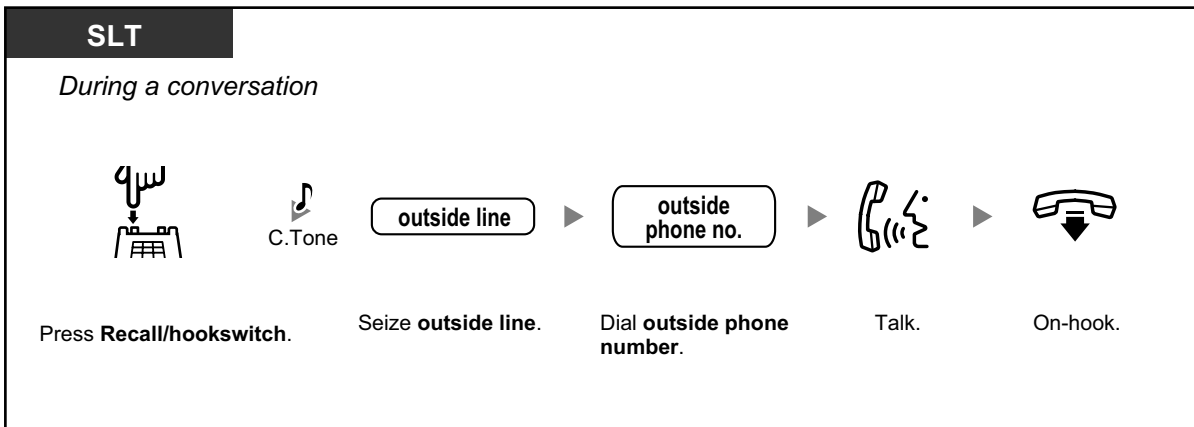 SLT
During a conversation
C.Tone
outside line
outside
phone no.
Press Recall/hookswitch.
Seize outside line.
Dial outside phone
number.
Talk.
On-hook.